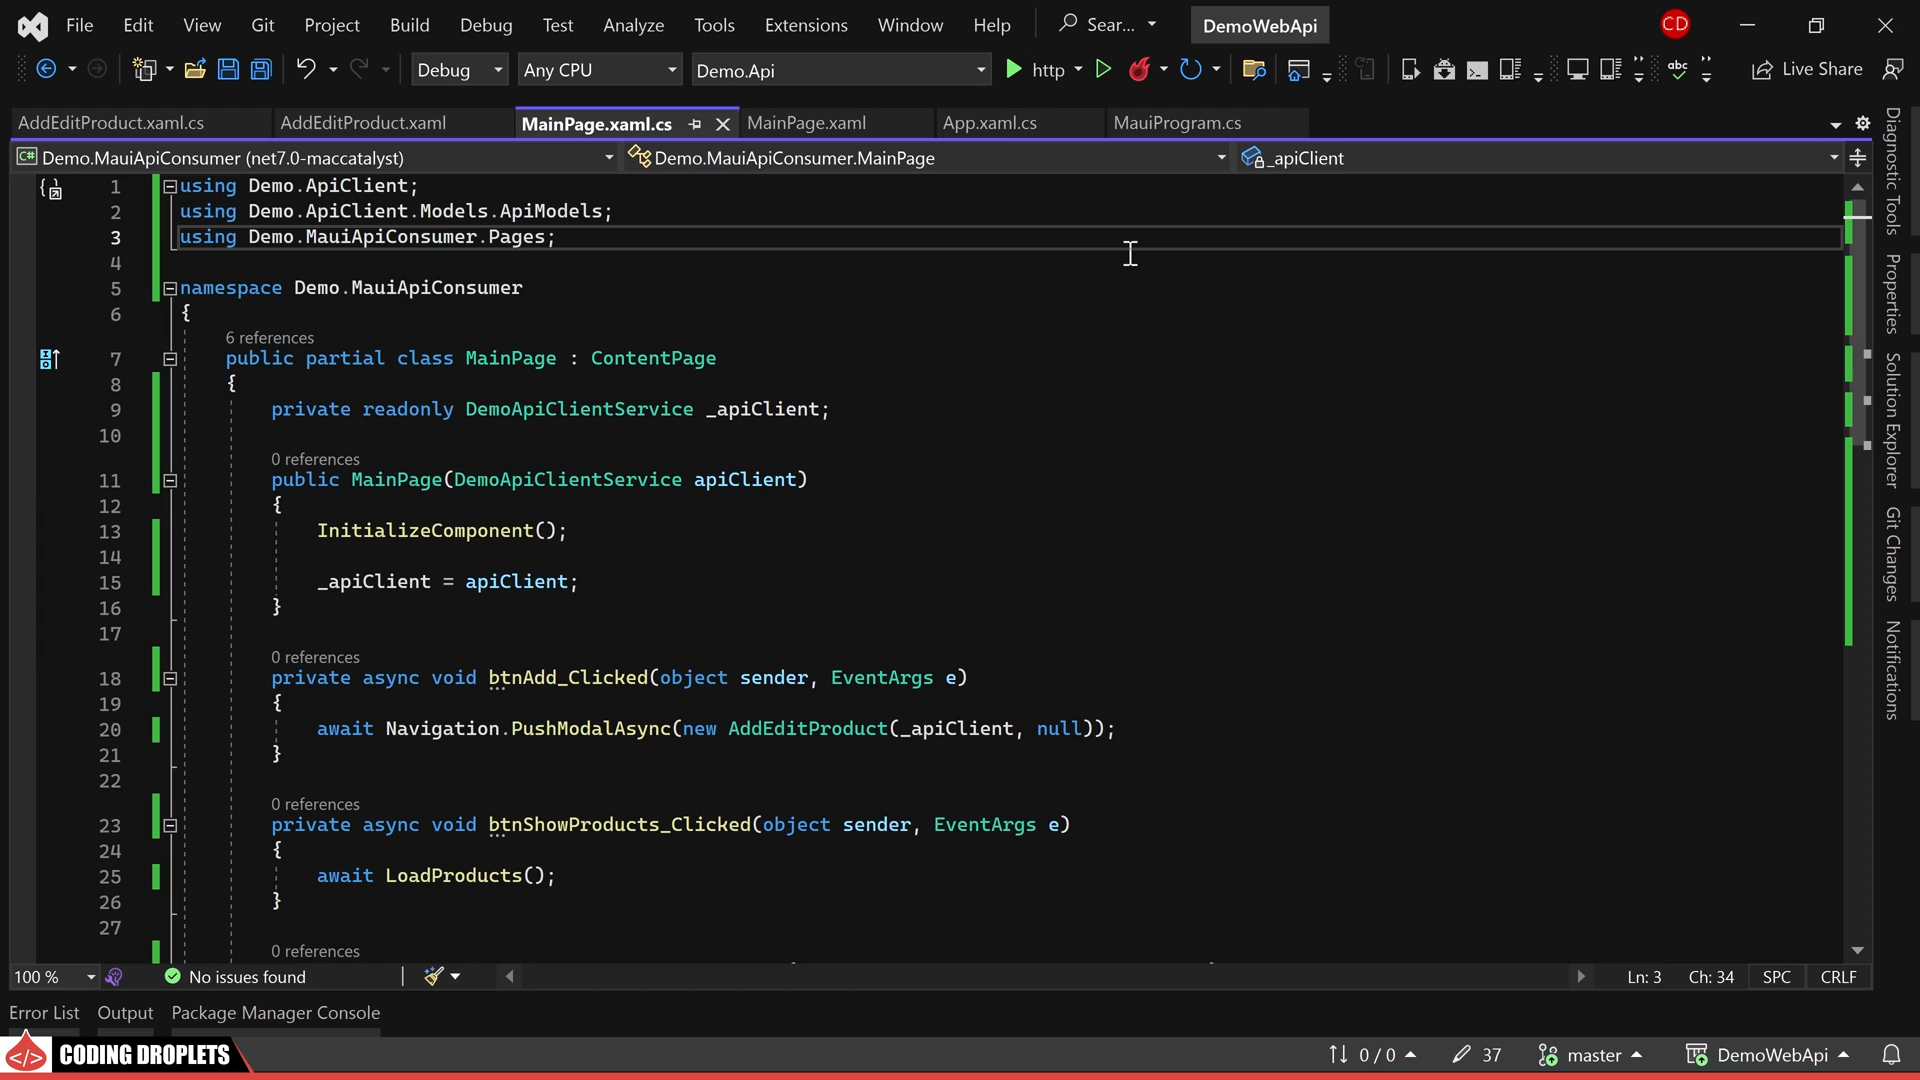 File Edit View Git Project Build Debug Test Analyze Tools Extensions Window Help Sear... DemoWebApi CD
Debug Any CPU Demo.Api http abc Live Share
AddEditProduct.xaml.cs AddEditProduct.xaml MainPage.xaml.cs MainPage.xaml App.xaml.cs MauiProgram.cs
C# Demo.MauiApiConsumer (net7.0-maccatalyst) Demo.MauiApiConsumer.MainPage _apiClient
1 using Demo.ApiClient;
2 using Demo.ApiClient.Models.ApiModels;
3 using Demo.MauiApiConsumer.Pages;
4
5 namespace Demo.MauiApiConsumer
6 {
6 references
7 public partial class MainPage : ContentPage
8 {
9 private readonly DemoApiClientService _apiClient;
10
0 references
11 public MainPage(DemoApiClientService apiClient)
12 {
13 InitializeComponent();
14
15 _apiClient = apiClient;
16 }
17
0 references
18 private async void btnAdd_Clicked(object sender, EventArgs e)
19 {
20 await Navigation.PushModalAsync(new AddEditProduct(_apiClient, null));
21 }
22
0 references
23 private async void btnShowProducts_Clicked(object sender, EventArgs e)
24 {
25 await LoadProducts();
26 }
27
0 references
Diagnostic Tools
Properties
Solution Explorer
Git Changes
Notifications
100 % No issues found Ln: 3 Ch: 34 SPC CRLF
Error List Output Package Manager Console
</> CODING DROPLETS 0 / 0 37 master DemoWebApi